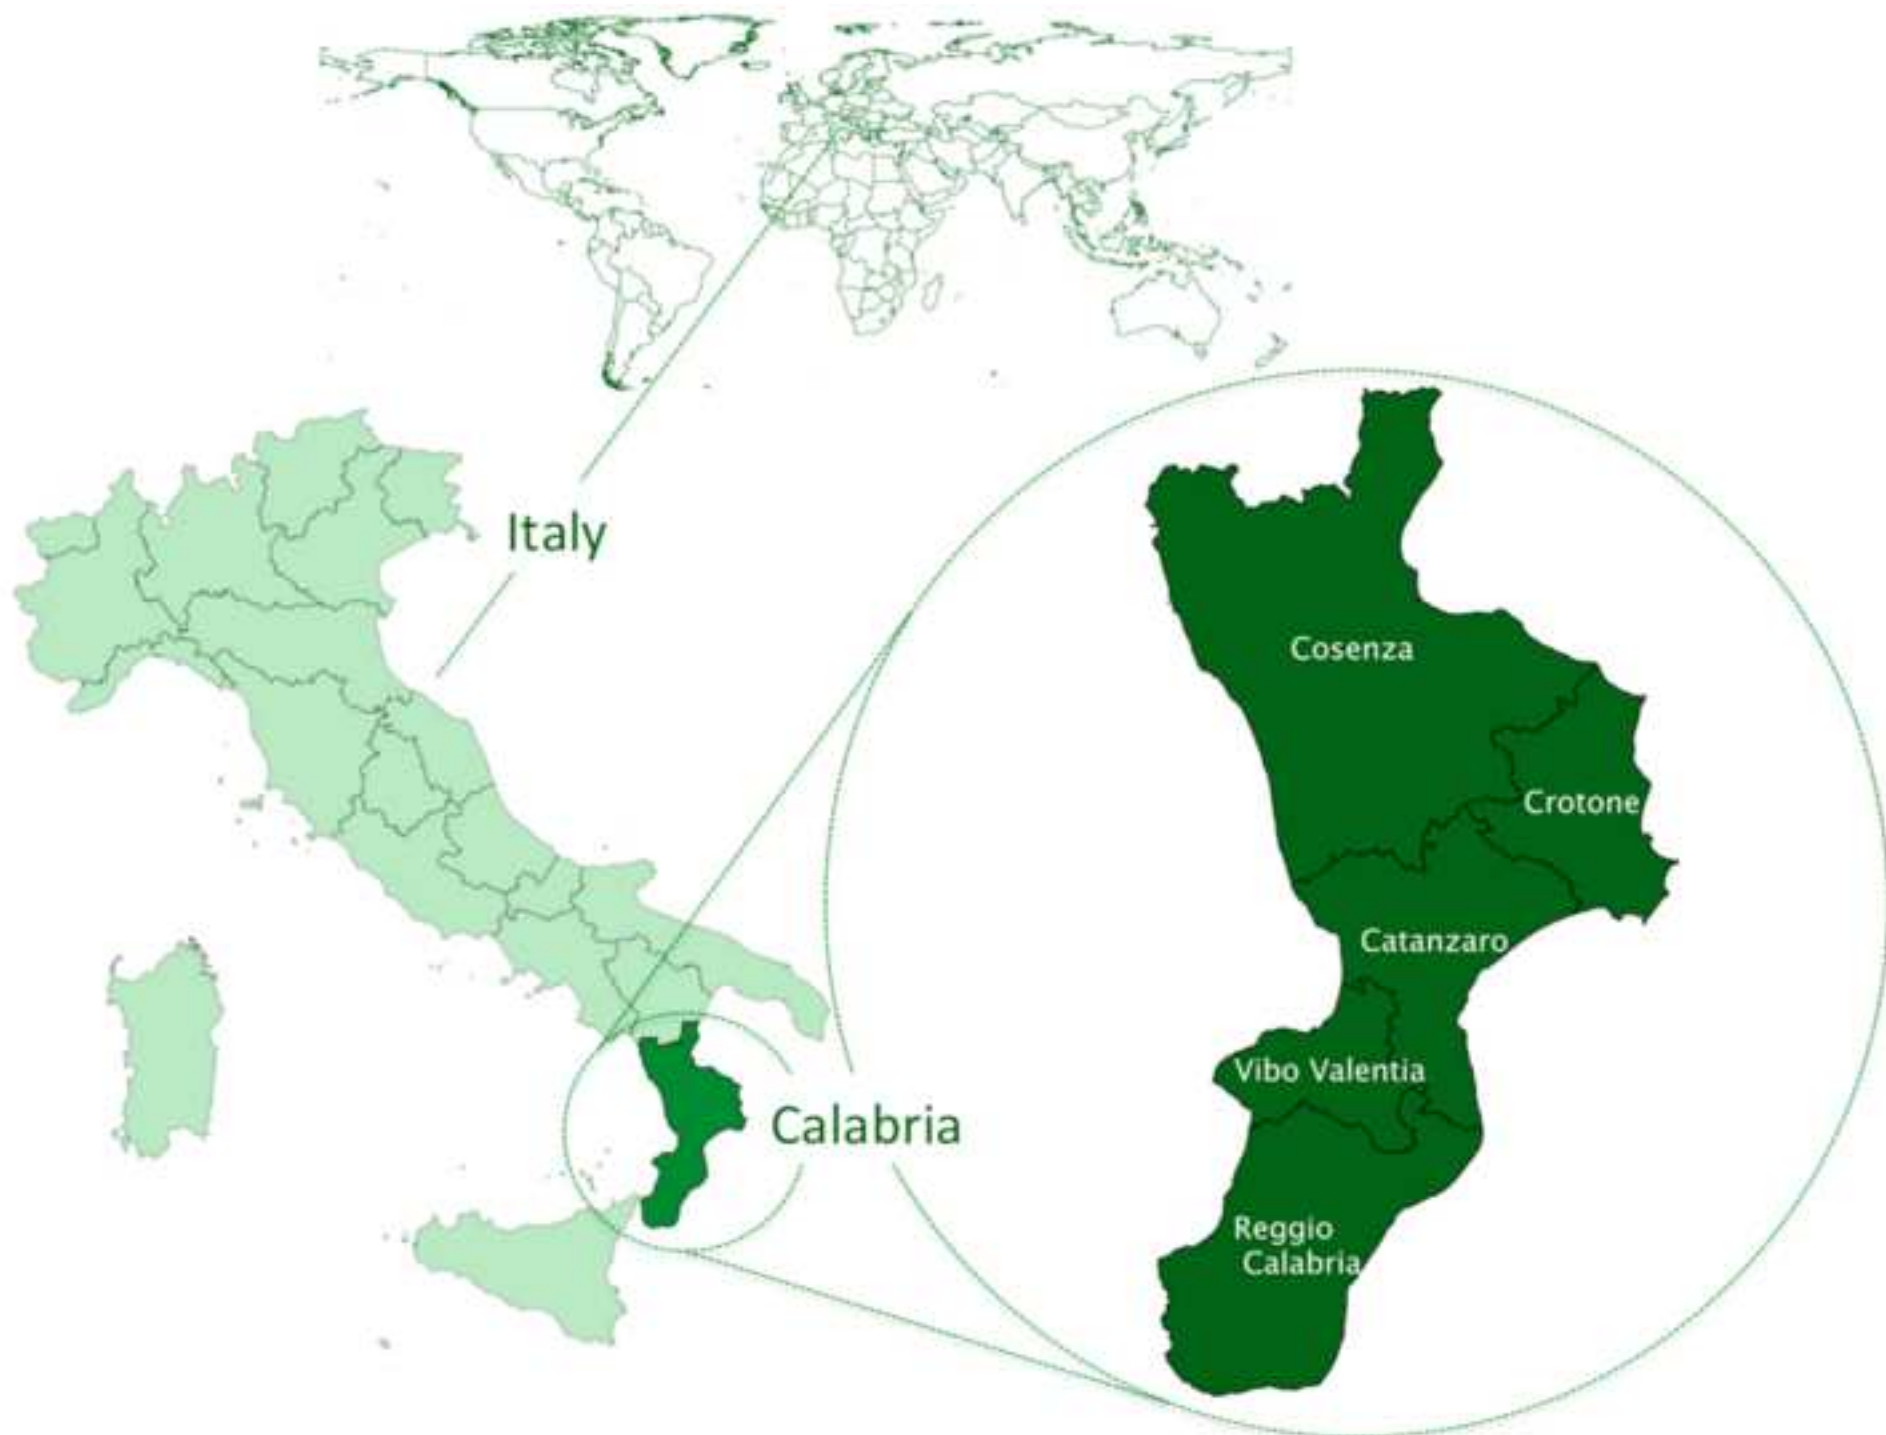 Italy
Cosenza
Crotone
Catanzaro
Vibo Valentia
Calabria
Reggio
Calabria